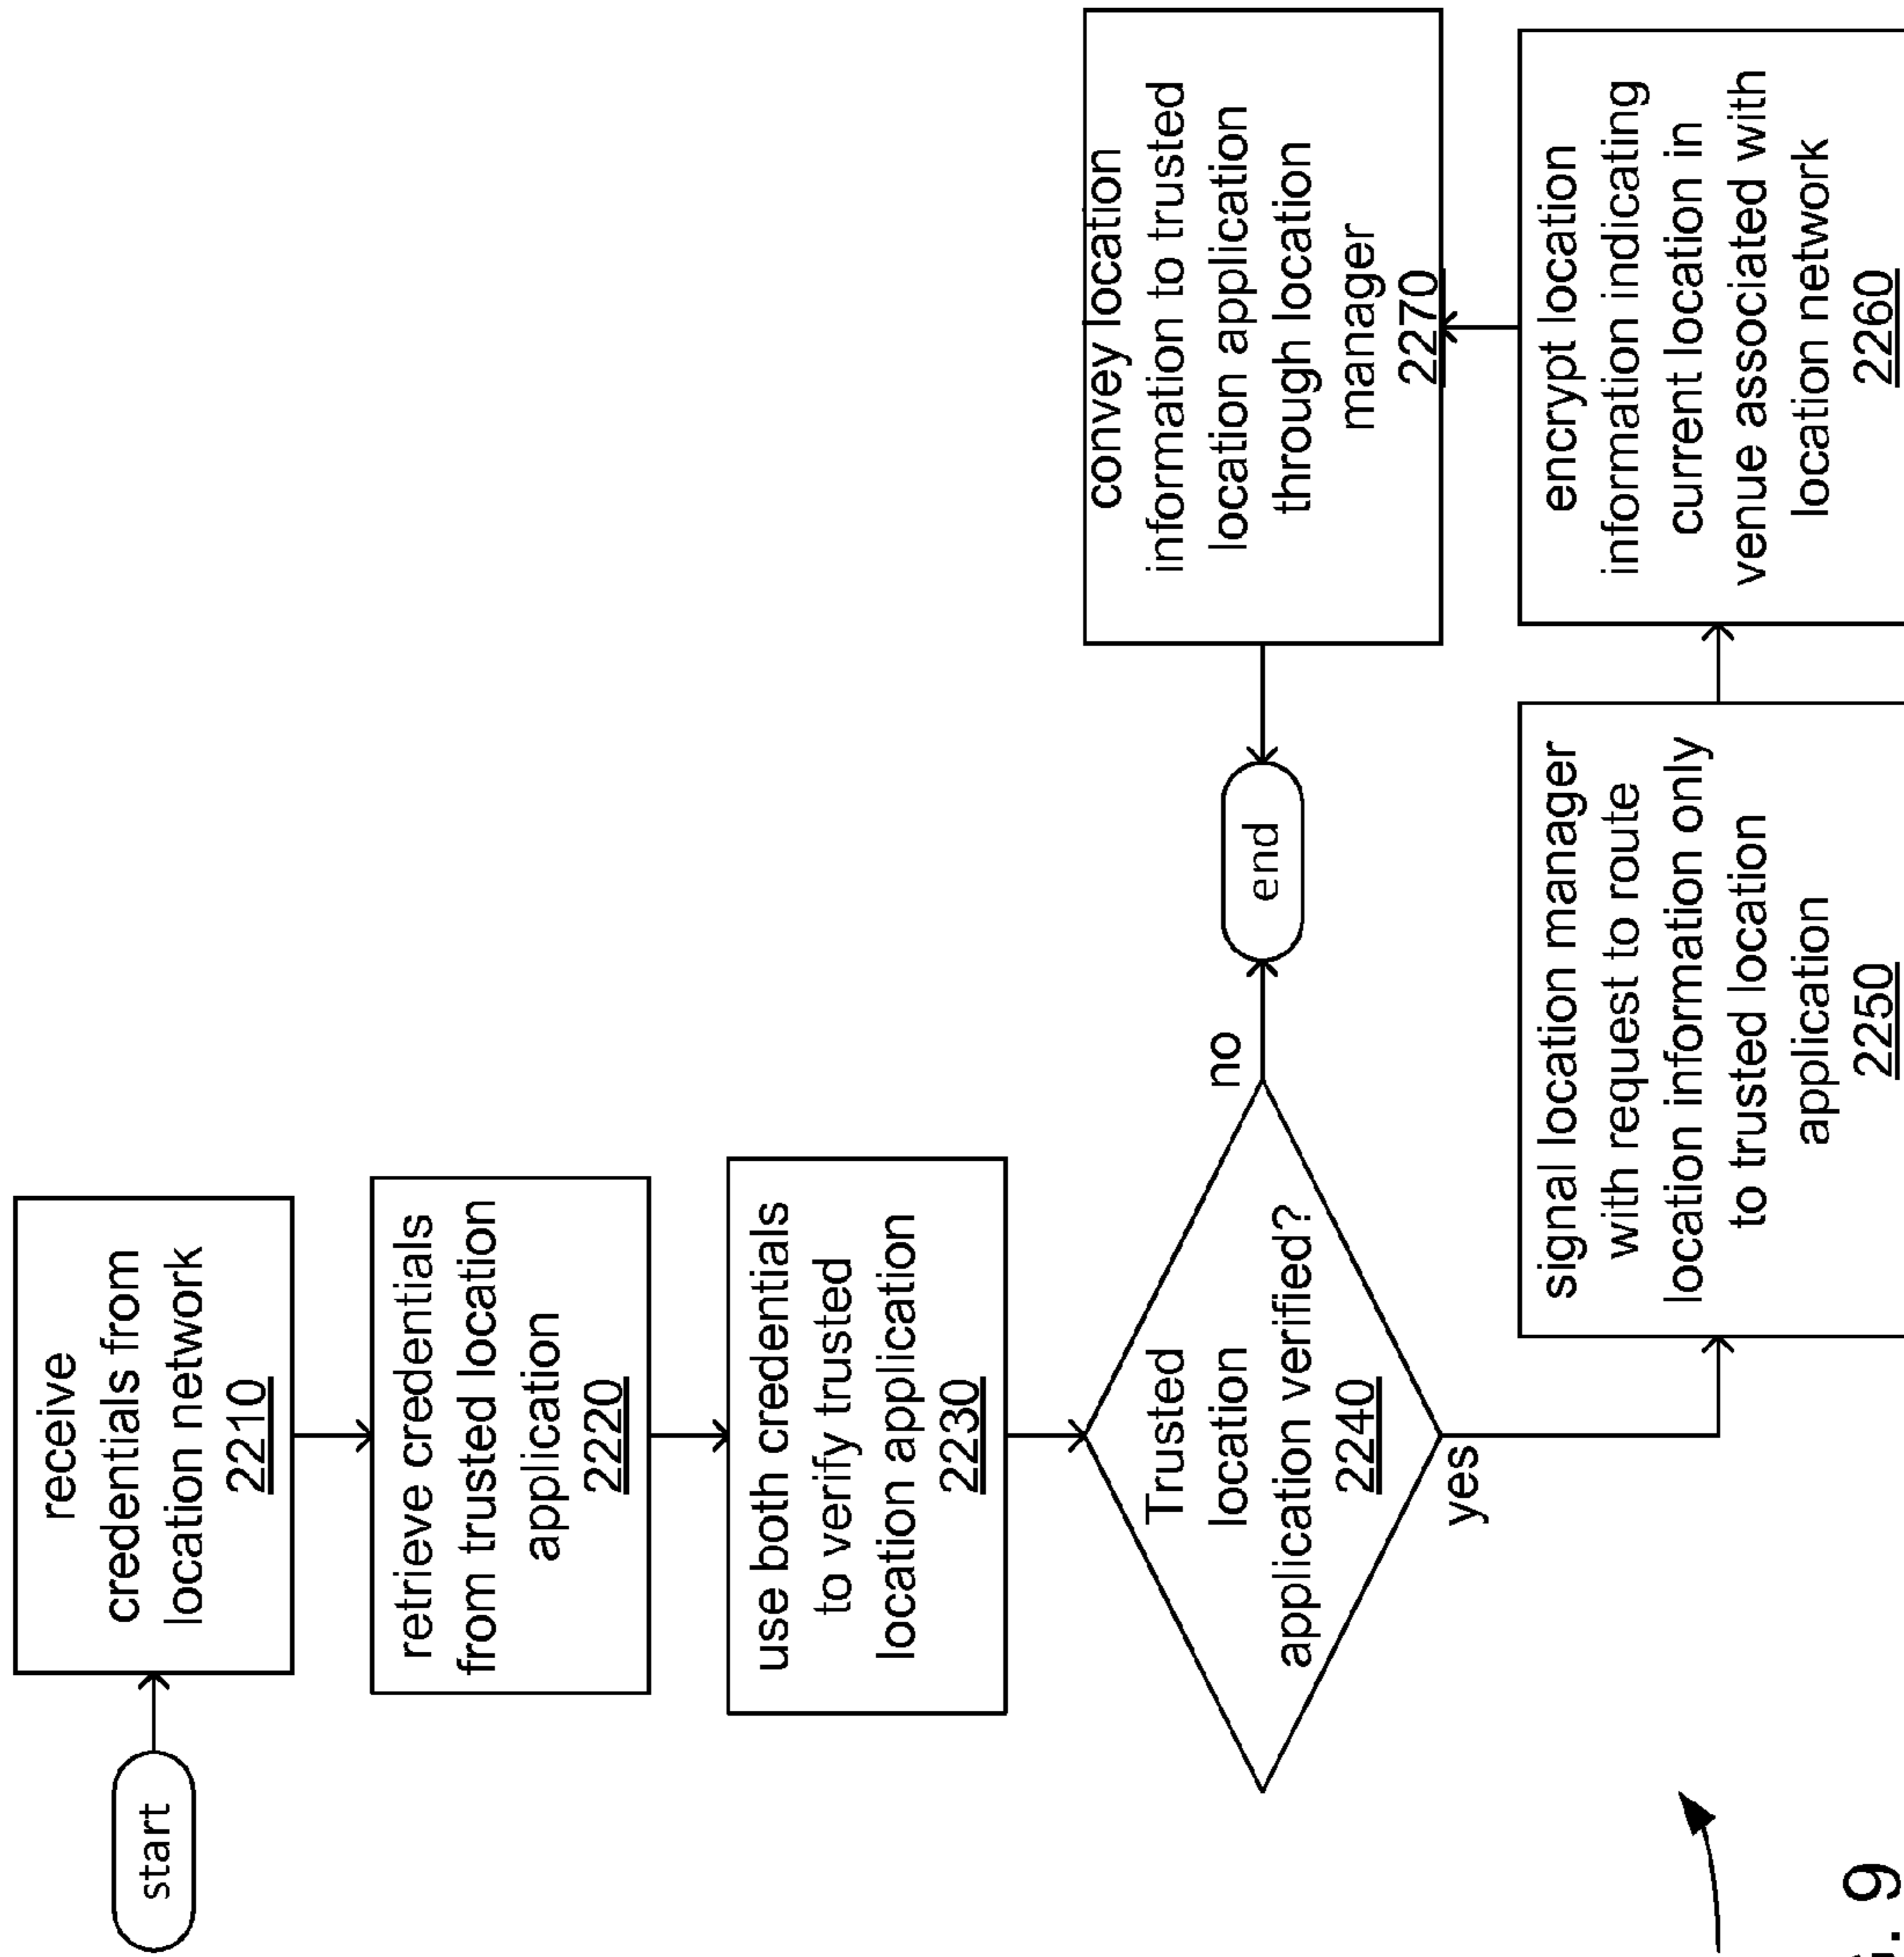 start
receive
credentials from
location network
2210
retrieve credentials
from trusted location
application
2220
use both credentials
to verify trusted
location application
2230
Trusted
location
application verified?
2240
no
yes
end
signal location manager
with request to route
location information only
to trusted location
application
2250
encrypt location
information indicating
current location in
venue associated with
location network
2260
convey location
information to trusted
location application
through location
manager
2270
. 9